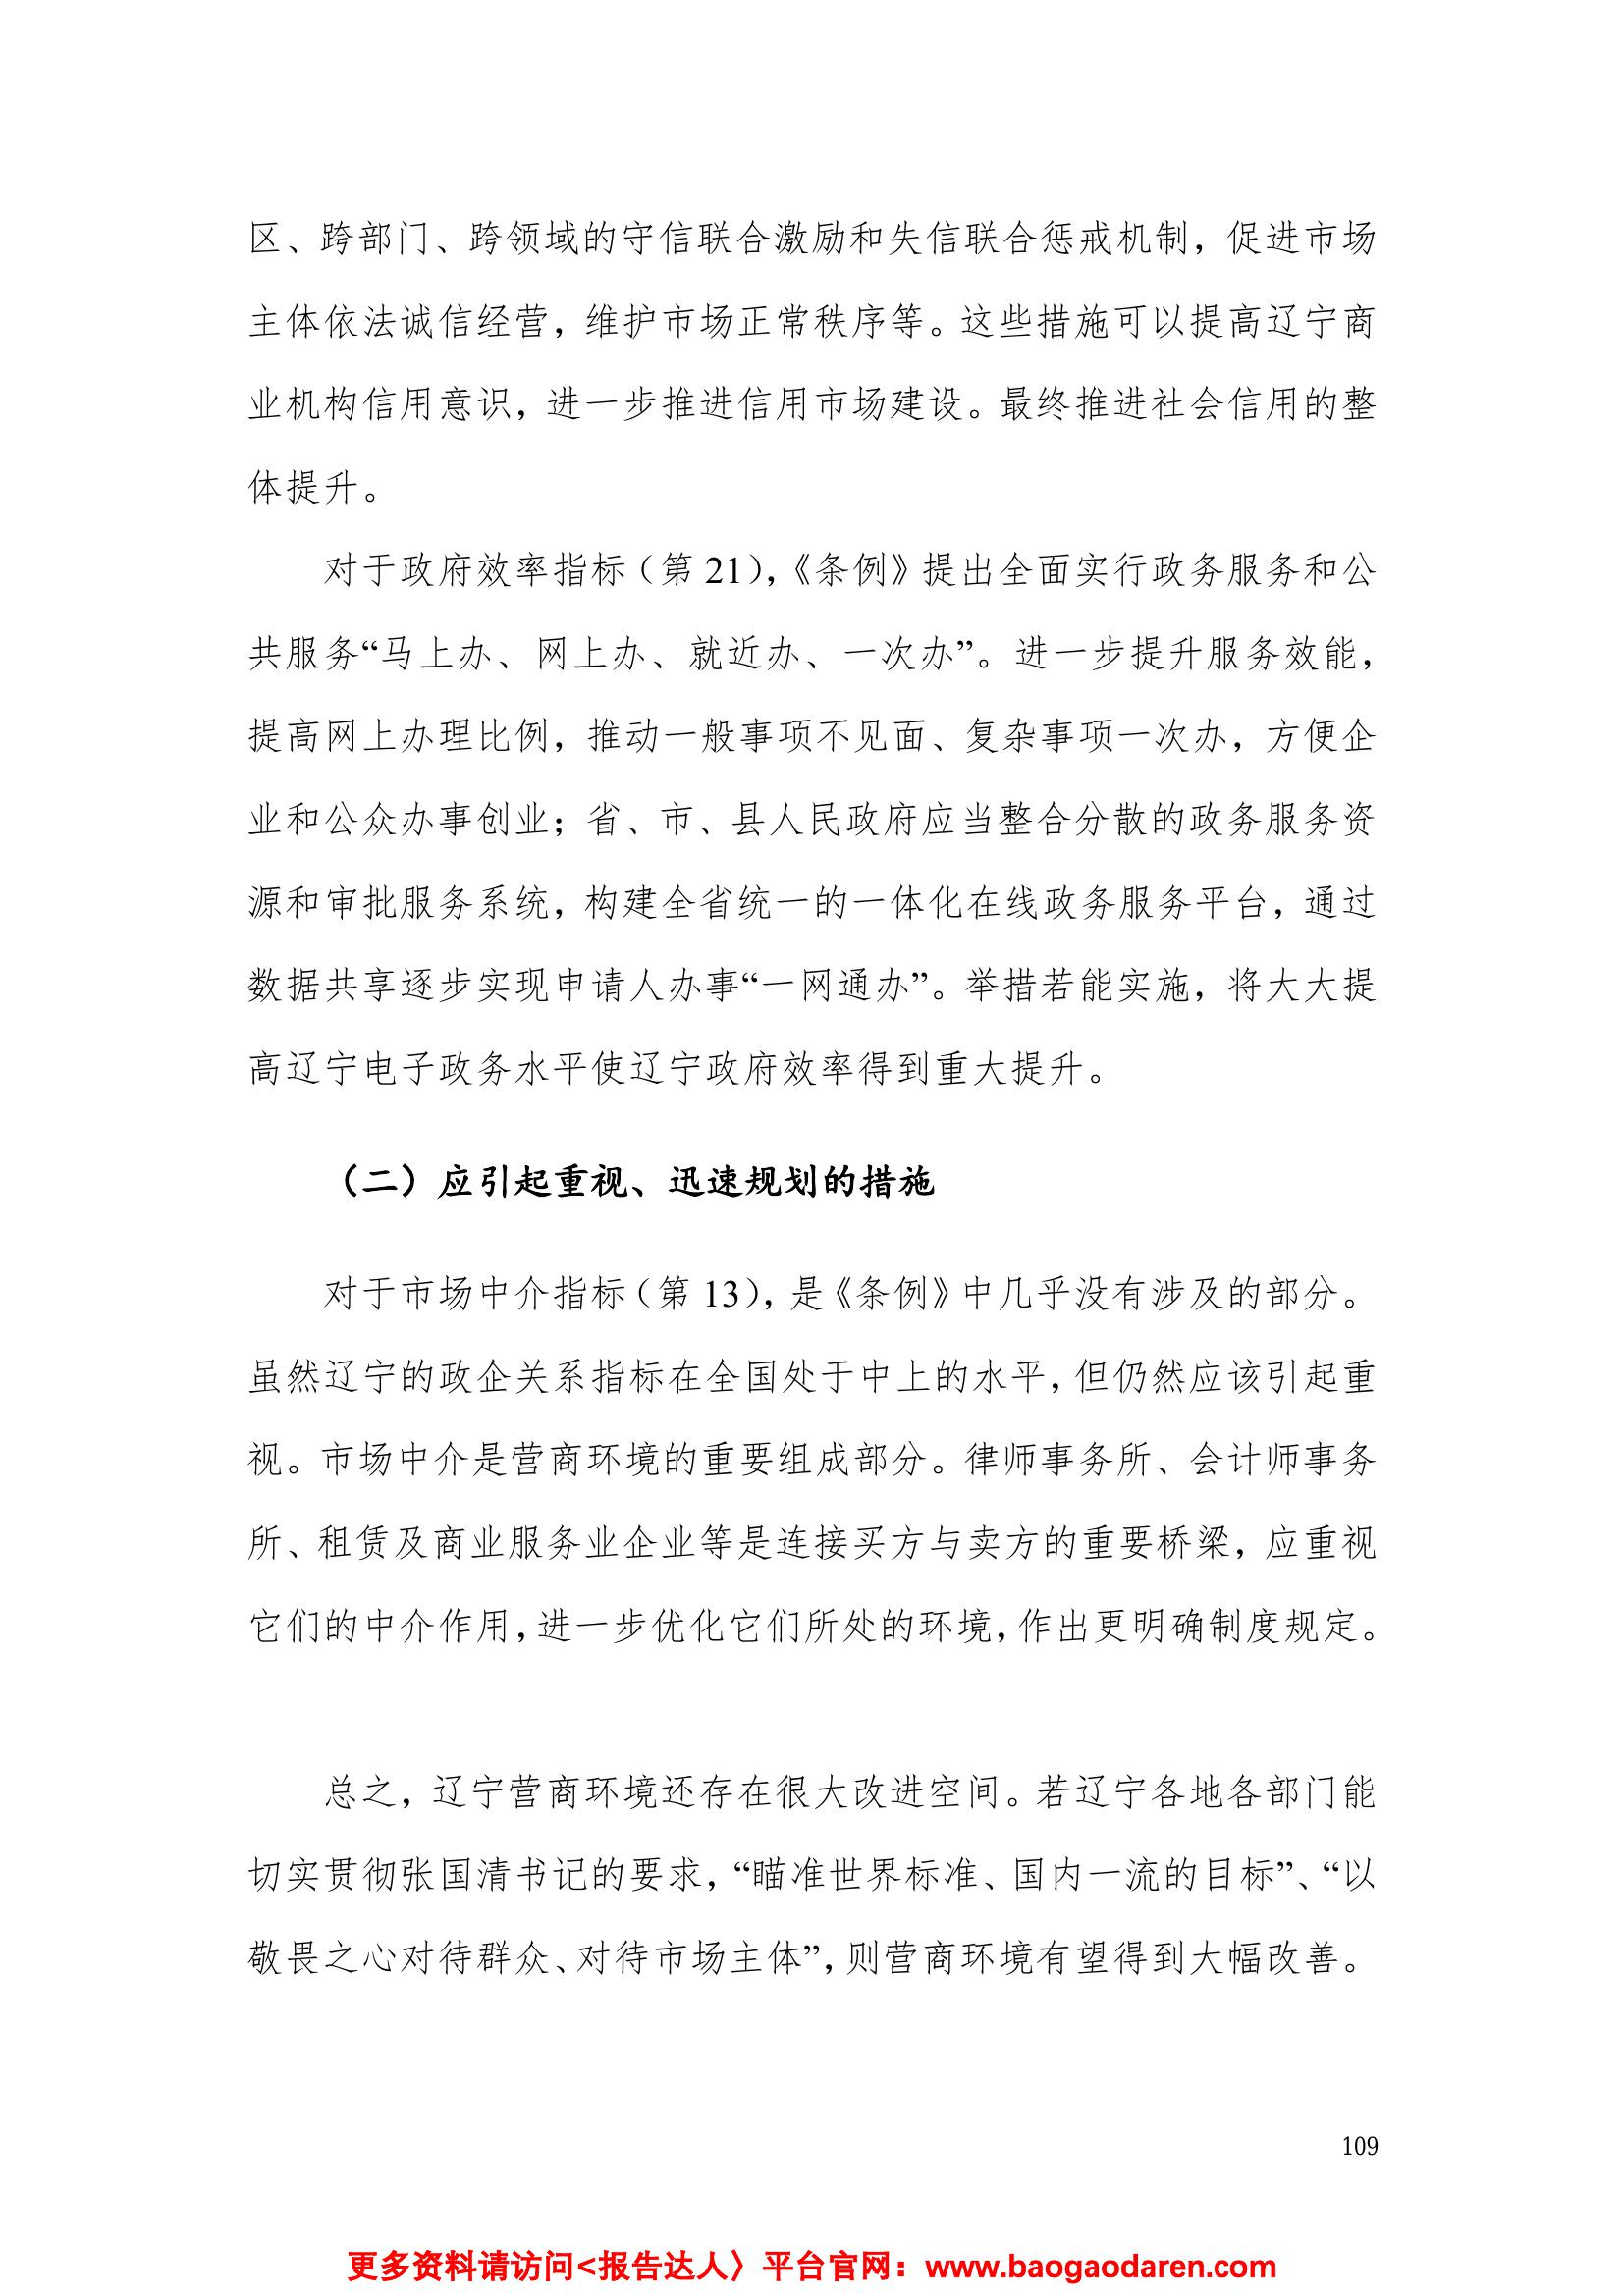 区、跨部门、跨领域的守信联合激励和失信联合惩戒机制，促进市场
主体依法诚信经营，维护市场正常秩序等。这些措施可以提高辽宁商
业机构信用意识，进一步推进信用市场建设。最终推进社会信用的整
体提升。
对于政府效率指标（第 21），《条例》提出全面实行政务服务和公
共服务“马上办、网上办、就近办、一次办”。进一步提升服务效能，
提高网上办理比例，推动一般事项不见面、复杂事项一次办，方便企
业和公众办事创业；省、市、县人民政府应当整合分散的政务服务资
源和审批服务系统，构建全省统一的一体化在线政务服务平台，通过
数据共享逐步实现申请人办事“一网通办”。举措若能实施，将大大提
高辽宁电子政务水平使辽宁政府效率得到重大提升。
（二）应引起重视、迅速规划的措施
对于市场中介指标（第 13），是《条例》中几乎没有涉及的部分。
虽然辽宁的政企关系指标在全国处于中上的水平，但仍然应该引起重
视。市场中介是营商环境的重要组成部分。律师事务所、会计师事务
所、租赁及商业服务业企业等是连接买方与卖方的重要桥梁，应重视
它们的中介作用，进一步优化它们所处的环境，作出更明确制度规定。
总之，辽宁营商环境还存在很大改进空间。若辽宁各地各部门能
切实贯彻张国清书记的要求，“瞄准世界标准、国内一流的目标”、“以
敬畏之心对待群众、对待市场主体”，则营商环境有望得到大幅改善。
109
更多资料请访问<报告达人〉平台官网：www.baogaodaren.com